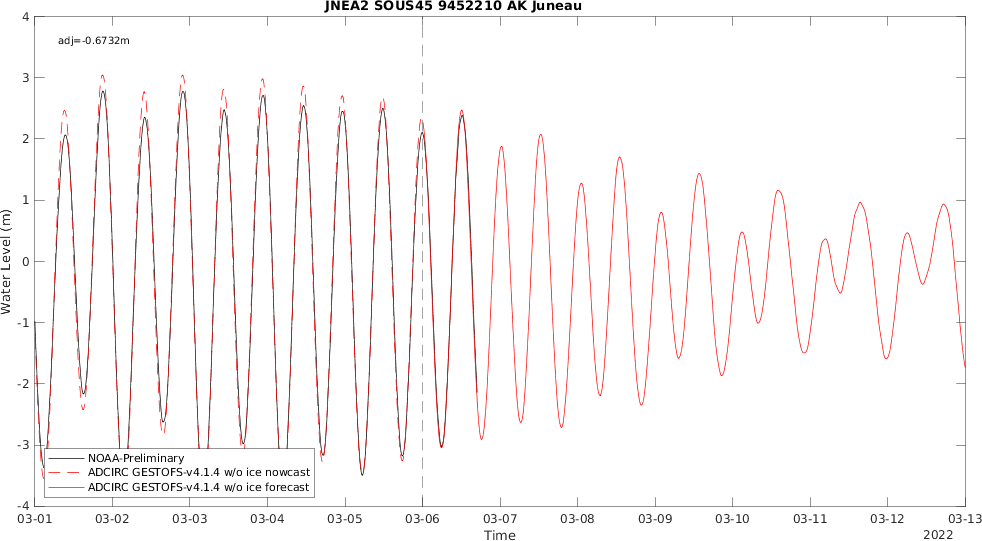 JNEA2 SOUS45 9452210 AK Juneau
adj=-0.6732m
4
3
2
1
0
-1
-2
-3
-4
Water Level (m)
NOAA-Preliminary
ADCIRC GESTOFS-v4.1.4 w/o ice nowcast
ADCIRC GESTOFS-v4.1.4 w/o ice forecast
03-01 03-02 03-03 03-04 03-05 03-06 03-07 03-08 03-09 03-10 03-11 03-12 03-13
Time
2022